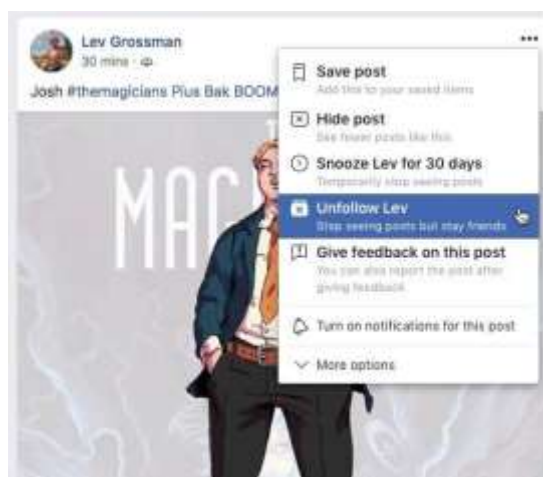 Lev Grossman
30 mins
Josh #themagicians Pius Bak BOOM
MAG
Save post
Add this to your saved items
Hide post
See fewer posts like this
Snooze Lev for 30 days
Temporarily stop seeing posts
Unfollow Lev
Stop seeing posts but stay friends
Give feedback on this post
You can also report the post after
giving feedback
Turn on notifications for this post
More options